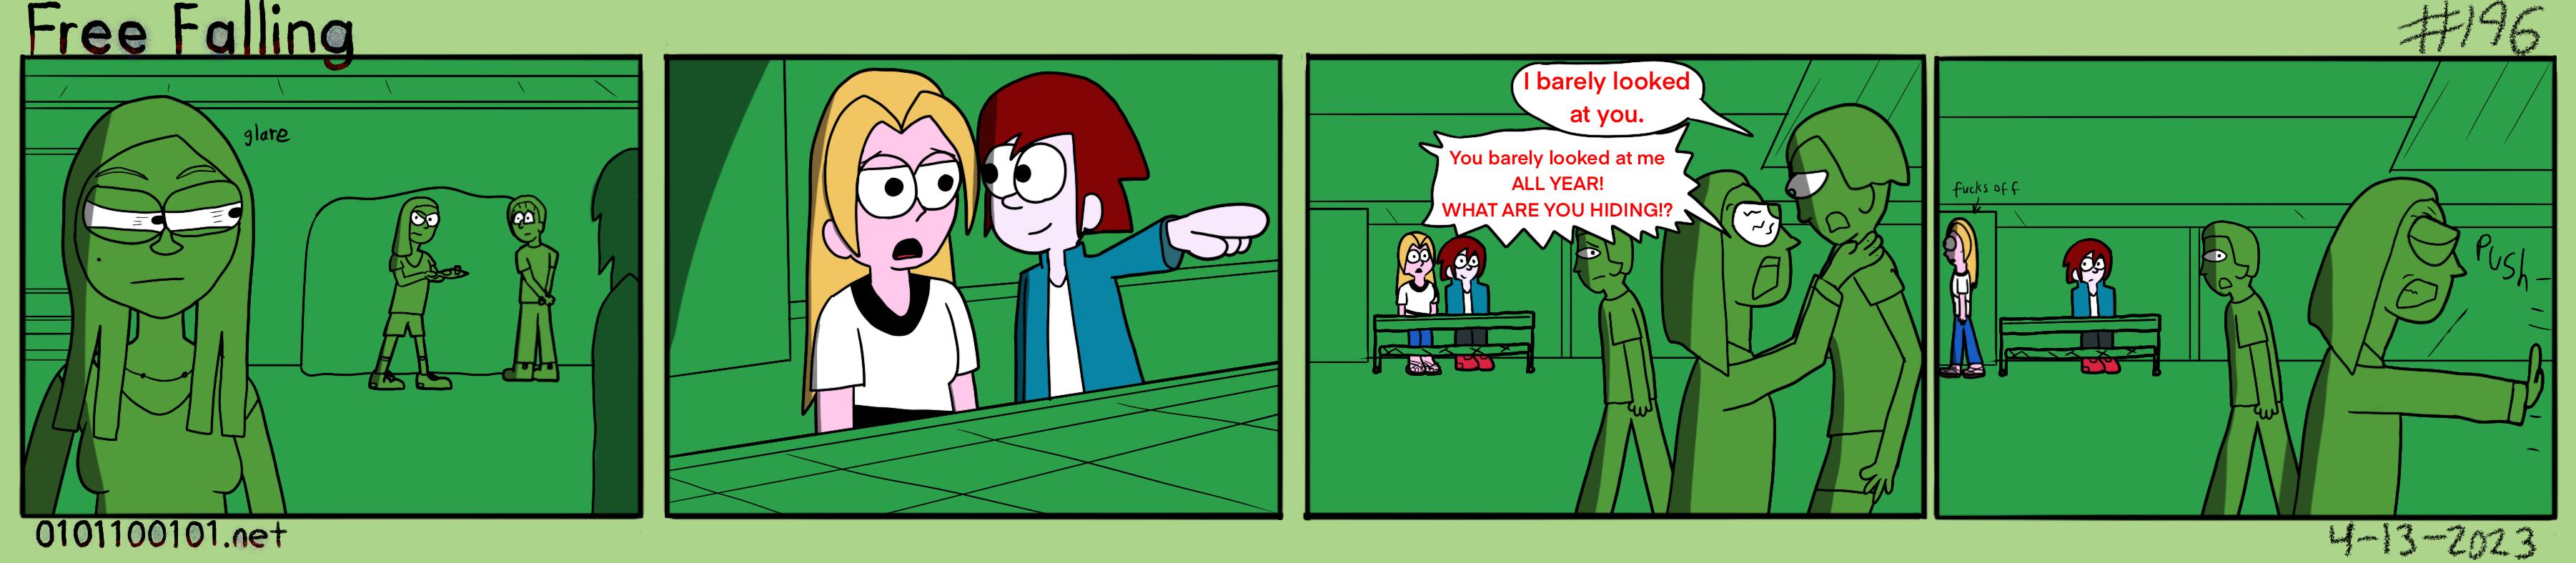 Free Falling
#196
glare
I barely looked
at you.
You barely looked at me
ALL YEAR!
WHAT ARE YOU HIDING!?
fucks off
PUSH
0101100101.net
4-13-2023